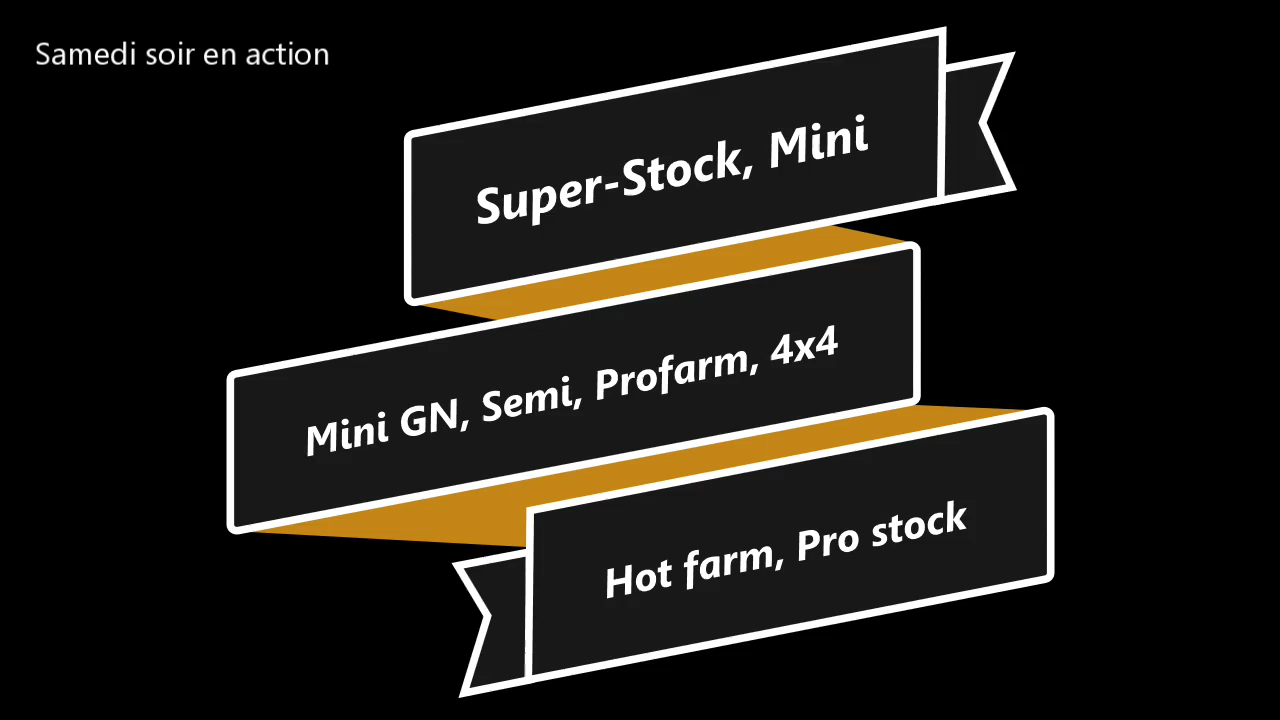 Samedi soir en action
Super-Stock, Mini
Mini GN, Semi, Profarm, 4x4
Hot farm, Pro stock